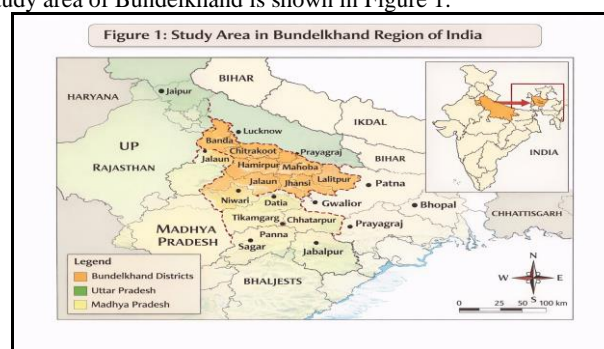 study area of Bundelkhand is shown in Figure 1.
Figure 1: Study Area in Bundelkhand Region of India
BIHAR
HARYANA
Jaipur
IKDAL
Lucknow
UP
RAJASTHAN
Banda
Chitrakoot
Prayagraj
BIHAR
INDIA
Jalaun
Hamirpur
Mahoba
Jalaun
Jhansi
Lalitpur
Patna
Niwari
Datia
Gwalior
Bhopal
CHHATTISGARH
Tikamgarg
Chhatarpur
Prayagraj
MADHYA
PRADESH
Panna
Sagar
Jabalpur
BHALJESTS
Legend
Bundelkhand Districts
Uttar Pradesh
Madhya Pradesh
N
W
E
S
0 25 50 100 km